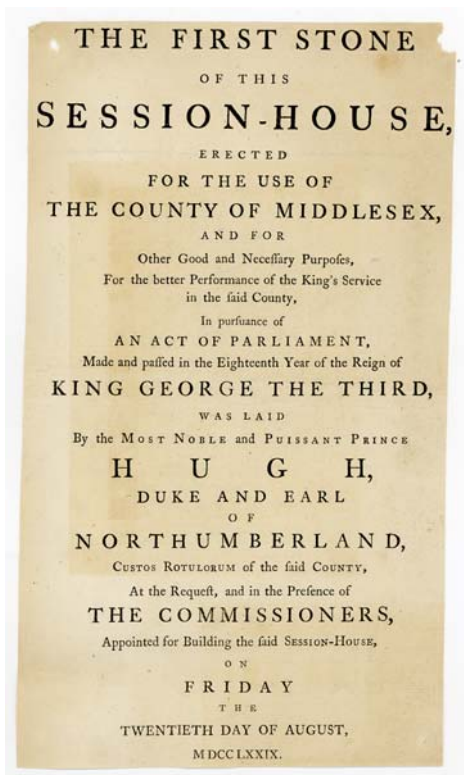 THE FIRST STONE
OF THIS
SESSION-HOUSE,
ERECTED
FOR THE USE OF
THE COUNTY OF MIDDLESEX,
AND FOR
Other Good and Neceſſary Purpoſes,
For the better Performance of the King's Service
in the ſaid County,
In purſuance of
AN ACT OF PARLIAMENT,
Made and paſſed in the Eighteenth Year of the Reign of
KING GEORGE THE THIRD,
WAS LAID
By the MOST NOBLE and PUISSANT PRINCE
HUGH,
DUKE AND EARL
OF
NORTHUMBERLAND,
CUSTOS ROTULORUM of the ſaid COUNTY,
At the Requeſt, and in the Preſence of
THE COMMISSIONERS,
Appointed for Building the ſaid SESSION-HOUSE,
ON
FRIDAY
THE
TWENTIETH DAY OF AUGUST,
MDCCLXXIX.